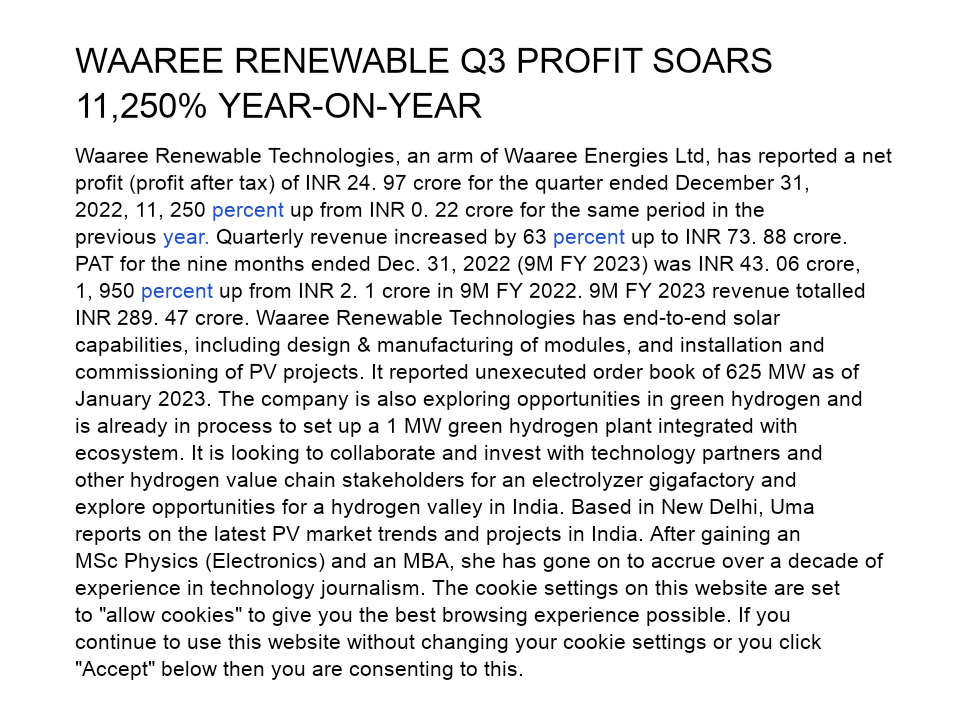 WAAREE RENEWABLE Q3 PROFIT SOARS
11,250% YEAR-ON-YEAR
Waaree Renewable Technologies, an arm of Waaree Energies Ltd, has reported a net
profit (profit after tax) of INR 24. 97 crore for the quarter ended December 31,
2022, 11, 250 percent up from INR 0. 22 crore for the same period in the
previous year. Quarterly revenue increased by 63 percent up to INR 73. 88 crore.
PAT for the nine months ended Dec. 31, 2022 (9M FY 2023) was INR 43. 06 crore,
1, 950 percent up from INR 2. 1 crore in 9M FY 2022. 9M FY 2023 revenue totalled
INR 289. 47 crore. Waaree Renewable Technologies has end-to-end solar
capabilities, including design & manufacturing of modules, and installation and
commissioning of PV projects. It reported unexecuted order book of 625 MW as of
January 2023. The company is also exploring opportunities in green hydrogen and
is already in process to set up a 1 MW green hydrogen plant integrated with
ecosystem. It is looking to collaborate and invest with technology partners and
other hydrogen value chain stakeholders for an electrolyzer gigafactory and
explore opportunities for a hydrogen valley in India. Based in New Delhi, Uma
reports on the latest PV market trends and projects in India. After gaining an
MSc Physics (Electronics) and an MBA, she has gone on to accrue over a decade of
experience in technology journalism. The cookie settings on this website are set
to "allow cookies" to give you the best browsing experience possible. If you
continue to use this website without changing your cookie settings or you click
"Accept" below then you are consenting to this.